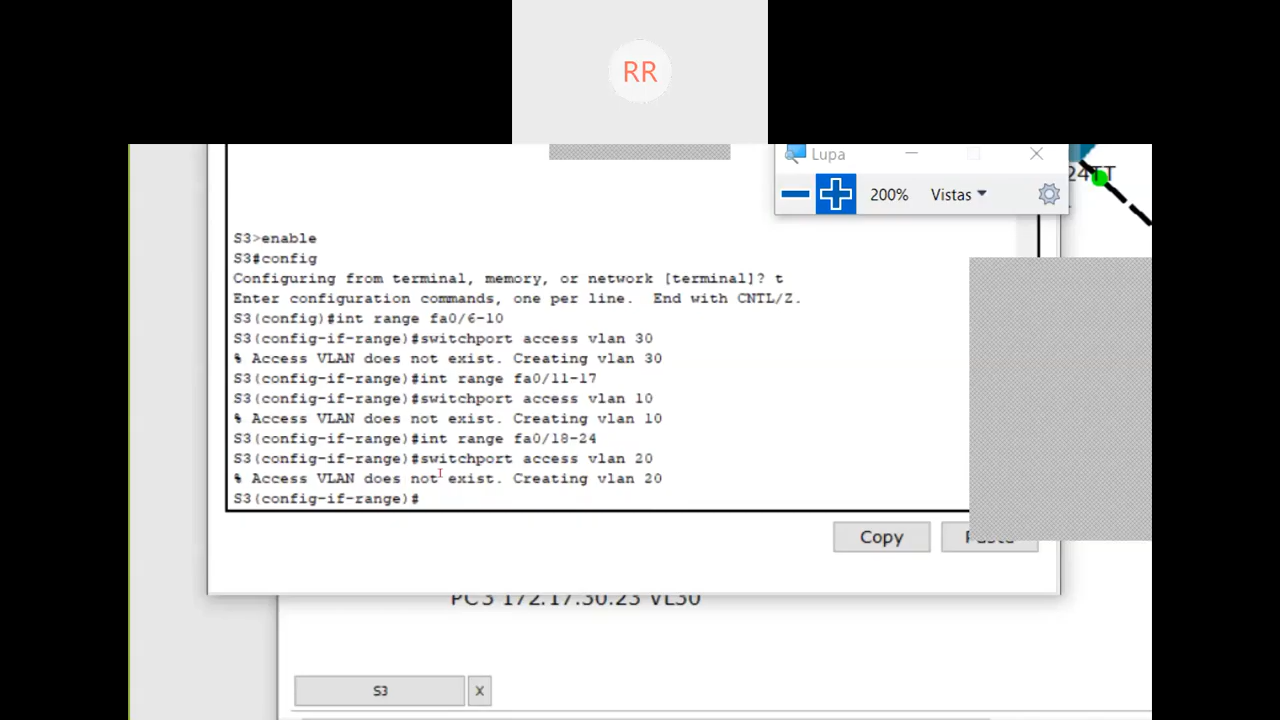 RR
Lupa
200% Vistas
24TT
S3>enable
S3#config
Configuring from terminal, memory, or network [terminal]? t
Enter configuration commands, one per line.  End with CNTL/Z.
S3(config)#int range fa0/6-10
S3(config-if-range)#switchport access vlan 30
% Access VLAN does not exist. Creating vlan 30
S3(config-if-range)#int range fa0/11-17
S3(config-if-range)#switchport access vlan 10
% Access VLAN does not exist. Creating vlan 10
S3(config-if-range)#int range fa0/18-24
S3(config-if-range)#switchport access vlan 20
% Access VLAN does not exist. Creating vlan 20
S3(config-if-range)#
Copy
PC3 172.17.30.23 VL30
S3 X